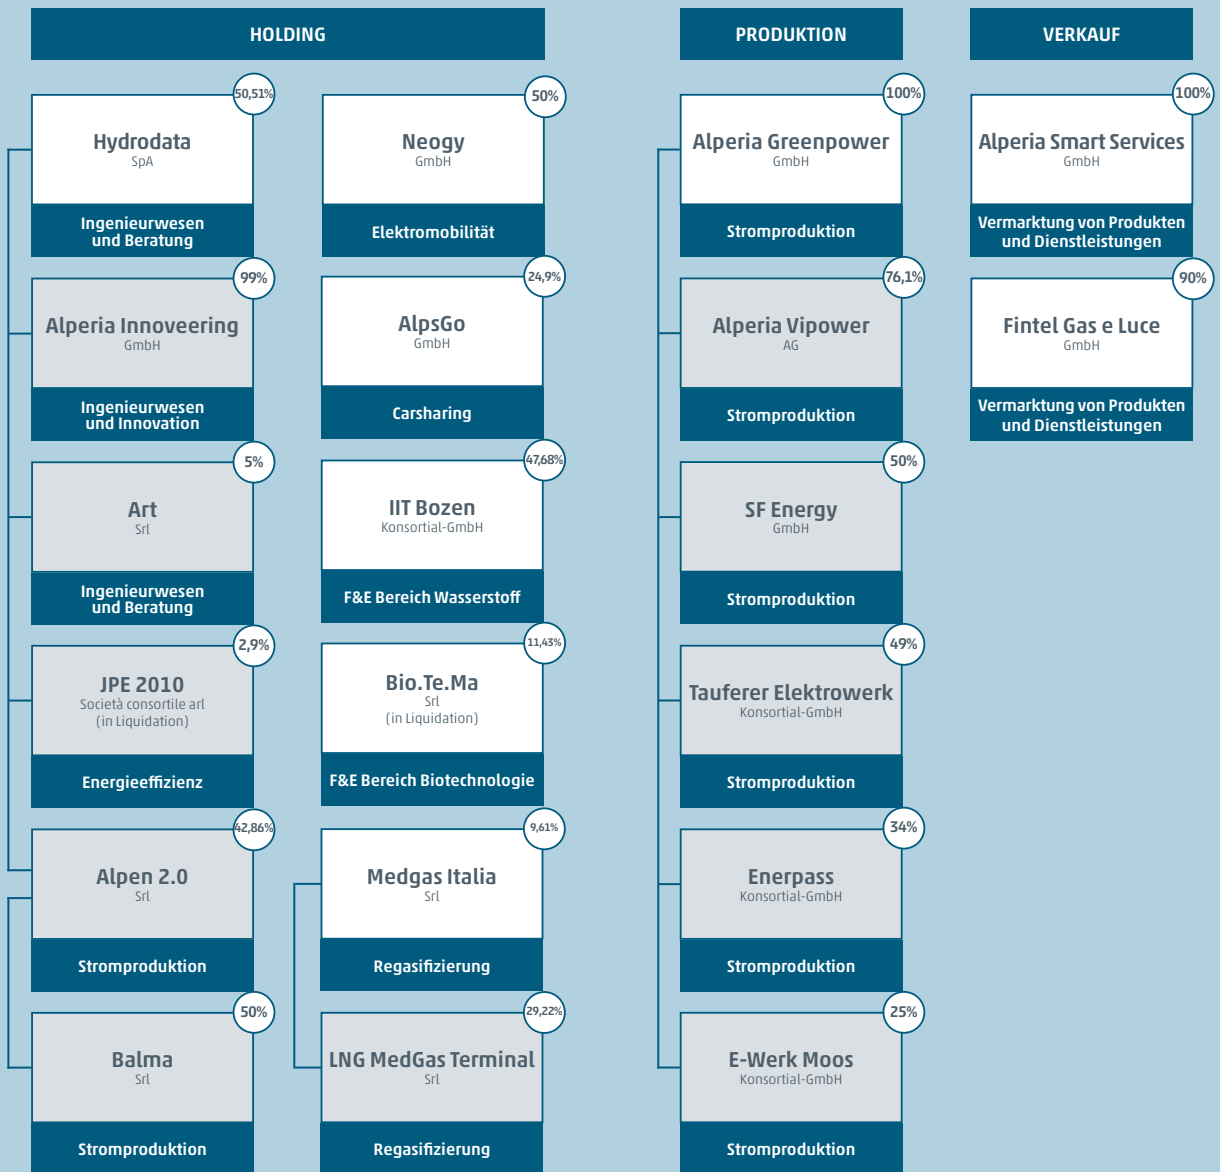 HOLDING
50,51%
Hydrodata
SpA
Ingenieurwesen
und Beratung
99%
Alperia Innoveering
GmbH
Ingenieurwesen
und Innovation
5%
Art
Srl
Ingenieurwesen
und Beratung
2,9%
JPE 2010
Società consortile arl
(in Liquidation)
Energieeffizienz
42,86%
Alpen 2.0
Srl
Stromproduktion
50%
Balma
Srl
Stromproduktion
50%
Neogy
GmbH
Elektromobilität
24,9%
AlpsGo
GmbH
Carsharing
47,68%
IIT Bozen
Konsortial-GmbH
F&E Bereich Wasserstoff
11,43%
Bio.Te.Ma
Srl
(in Liquidation)
F&E Bereich Biotechnologie
9,61%
Medgas Italia
Srl
Regasifizierung
29,22%
LNG MedGas Terminal
Srl
Regasifizierung
PRODUKTION
100%
Alperia Greenpower
GmbH
Stromproduktion
76,1%
Alperia Vipower
AG
Stromproduktion
50%
SF Energy
GmbH
Stromproduktion
49%
Tauferer Elektrowerk
Konsortial-GmbH
Stromproduktion
34%
Enerpass
Konsortial-GmbH
Stromproduktion
25%
E-Werk Moos
Konsortial-GmbH
Stromproduktion
VERKAUF
100%
Alperia Smart Services
GmbH
Vermarktung von Produkten
und Dienstleistungen
90%
Fintel Gas e Luce
GmbH
Vermarktung von Produkten
und Dienstleistungen